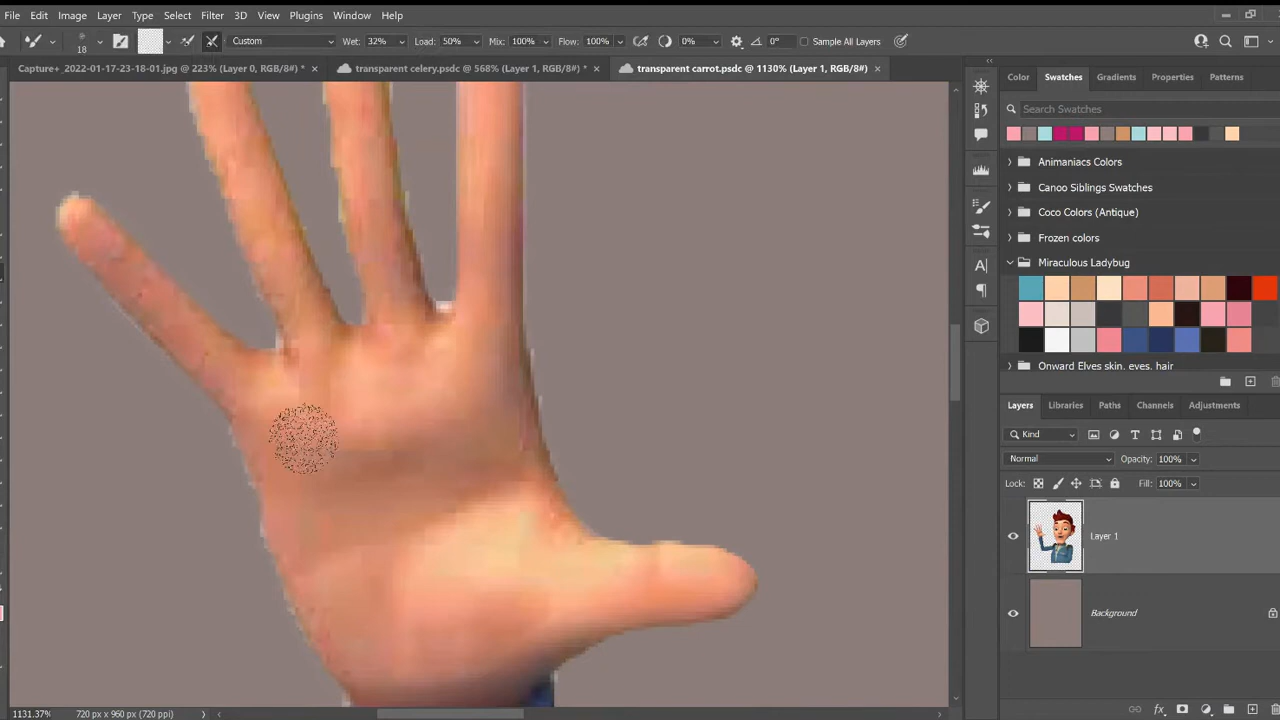 File Edit Image Layer Type Select Filter 3D View Plugins Window Help
18 Custom Wet: 32% Load: 50% Mix: 100% Flow: 100% 0% 0° Sample All Layers
Capture+_2022-01-17-23-18-01.jpg @ 223% (Layer 0, RGB/8#) * × transparent celery.psdc @ 568% (Layer 1, RGB/8#) * × transparent carrot.psdc @ 1130% (Layer 1, RGB/8#) ×
Color Swatches Gradients Properties Patterns
Search Swatches
Animaniacs Colors
Canoo Siblings Swatches
Coco Colors (Antique)
Frozen colors
Miraculous Ladybug
Onward Elves skin, eyes, hair
Layers Libraries Paths Channels Adjustments
Kind
Normal Opacity: 100%
Lock: Fill: 100%
Layer 1
Background
1131.37% 720 px x 960 px (720 ppi)